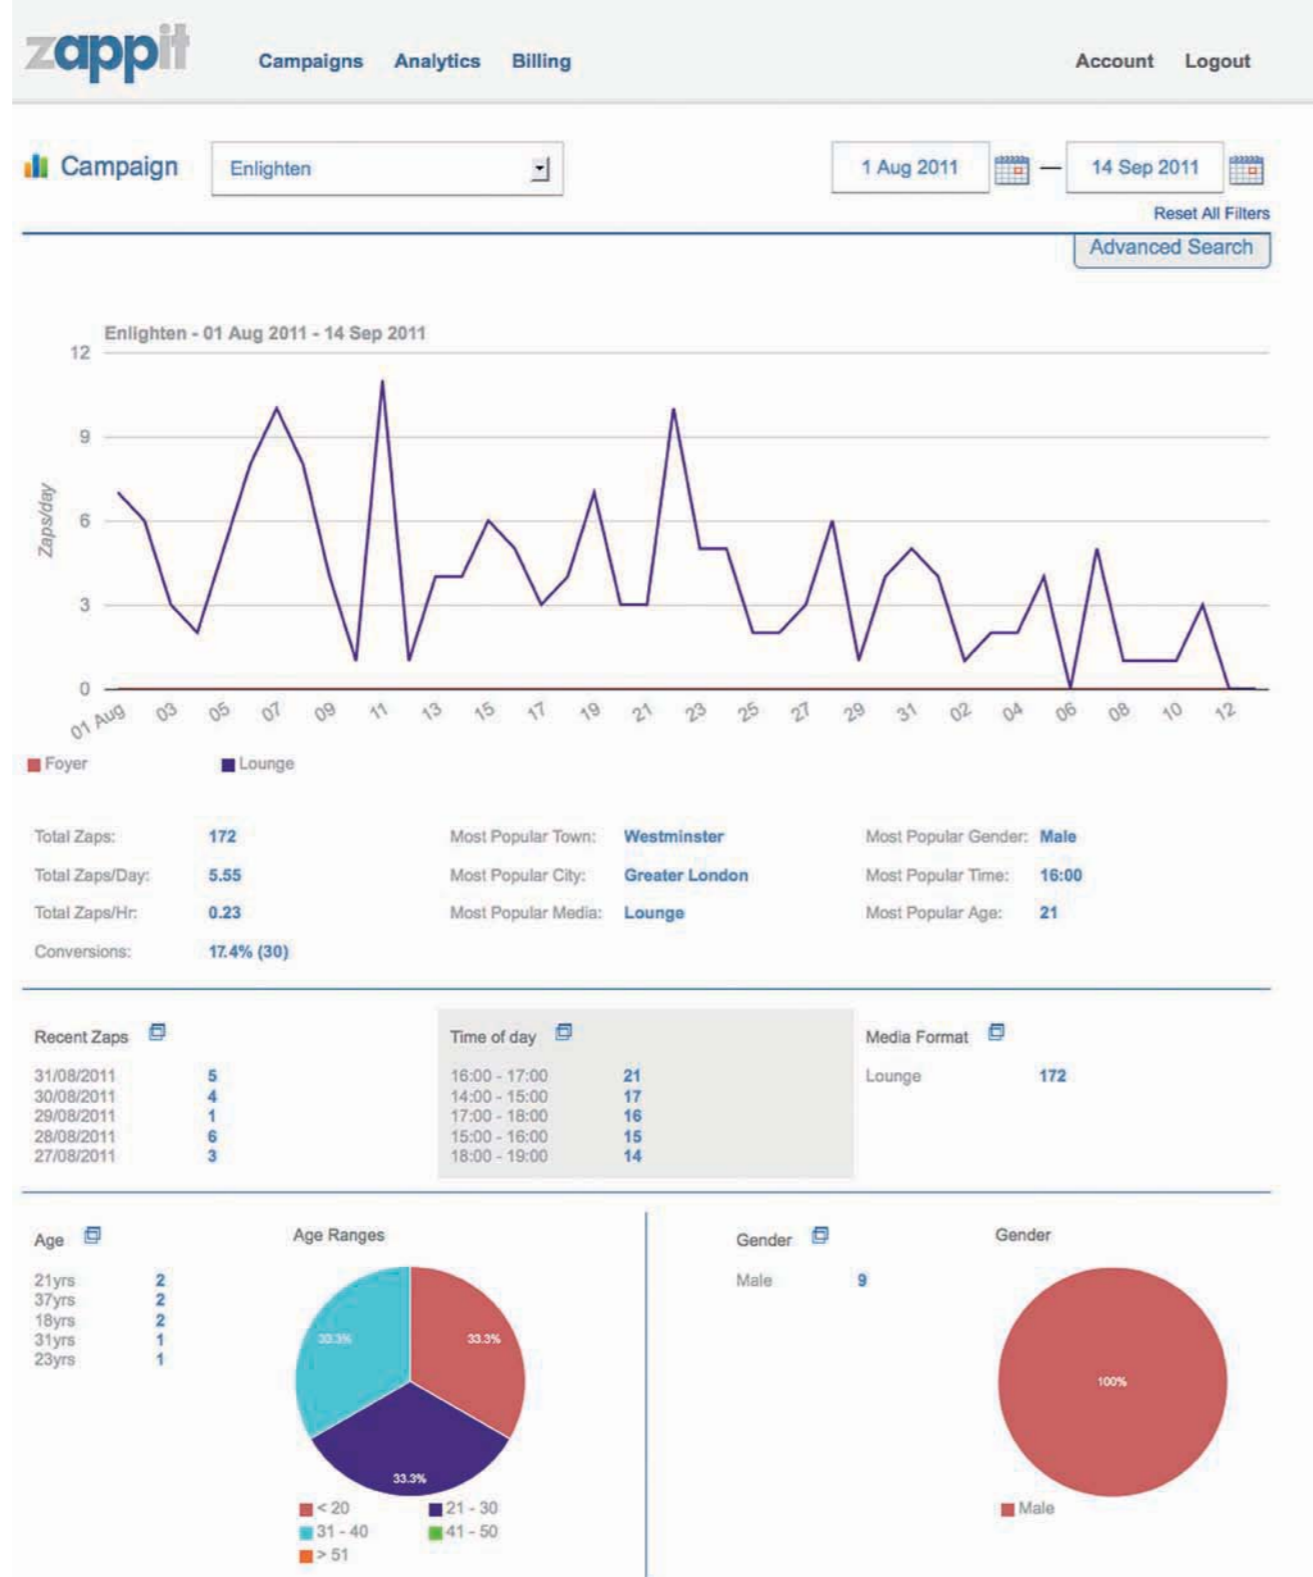 zappit
Campaigns Analytics Billing Account Logout
Campaign Enlighten 1 Aug 2011 — 14 Sep 2011
Reset All Filters
Advanced Search
Enlighten - 01 Aug 2011 - 14 Sep 2011
12
9
6
3
0
Zaps/day
01 Aug 03 05 07 09 11 13 15 17 19 21 23 25 27 29 31 02 04 06 08 10 12
Foyer Lounge
Total Zaps: 172 Most Popular Town: Westminster Most Popular Gender: Male
Total Zaps/Day: 5.55 Most Popular City: Greater London Most Popular Time: 16:00
Total Zaps/Hr: 0.23 Most Popular Media: Lounge Most Popular Age: 21
Conversions: 17.4% (30)
Recent Zaps
31/08/2011 5
30/08/2011 4
29/08/2011 1
28/08/2011 6
27/08/2011 3
Time of day
16:00 - 17:00 21
14:00 - 15:00 17
17:00 - 18:00 16
15:00 - 16:00 15
18:00 - 19:00 14
Media Format
Lounge 172
Age
21yrs 2
37yrs 2
18yrs 2
31yrs 1
23yrs 1
Age Ranges
33.3% 33.3%
33.3%
< 20 21 - 30
31 - 40 41 - 50
> 51
Gender
Male 9
Gender
100%
Male